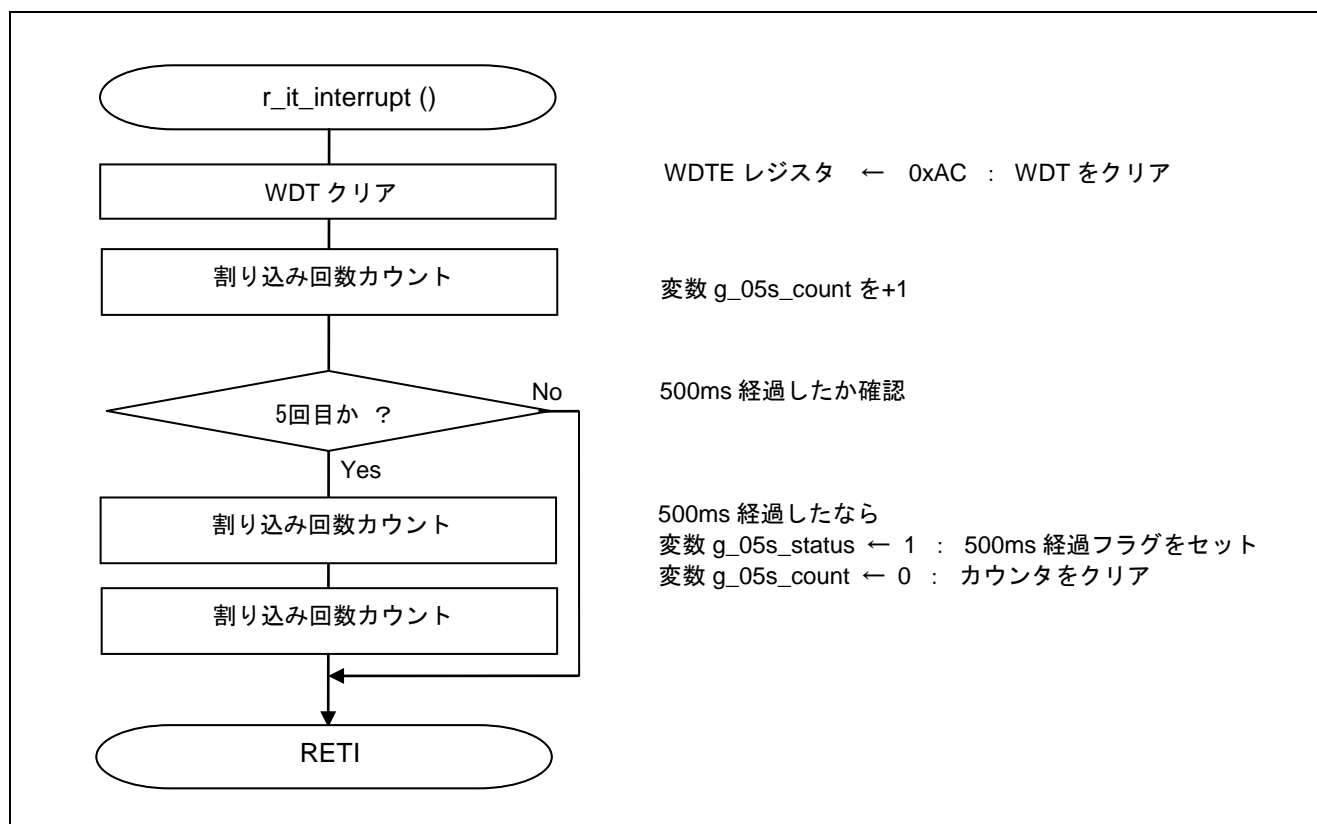 r_it_interrupt ()
WDT クリア
WDTE レジスタ ← 0xAC : WDT をクリア
割り込み回数カウント
変数 g_05s_count を+1
No
500ms 経過したか確認
5回目か ?
Yes
割り込み回数カウント
500ms 経過したなら
変数 g_05s_status ← 1 : 500ms 経過フラグをセット
変数 g_05s_count ← 0 : カウンタをクリア
割り込み回数カウント
RETI